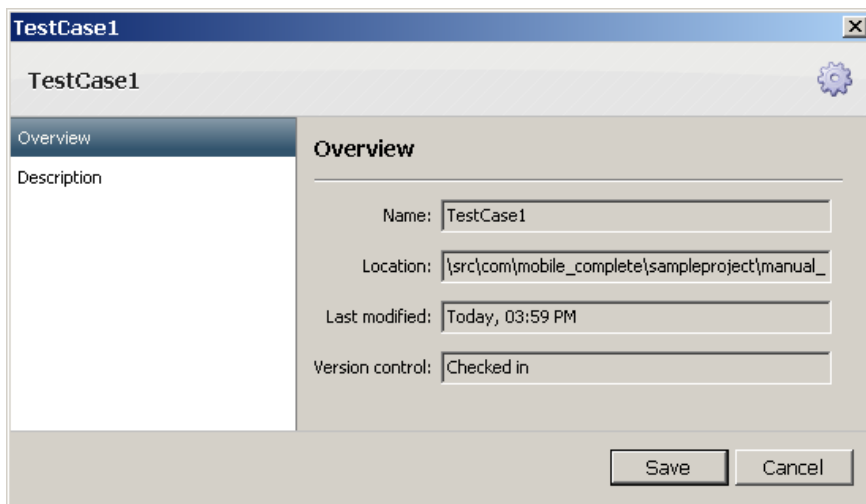 TestCase1
TestCase1
Overview
Description
Overview
Name: TestCase1
Location: \src\com\mobile_complete\sampleproject\manual_
Last modified: Today, 03:59 PM
Version control: Checked in
Save Cancel